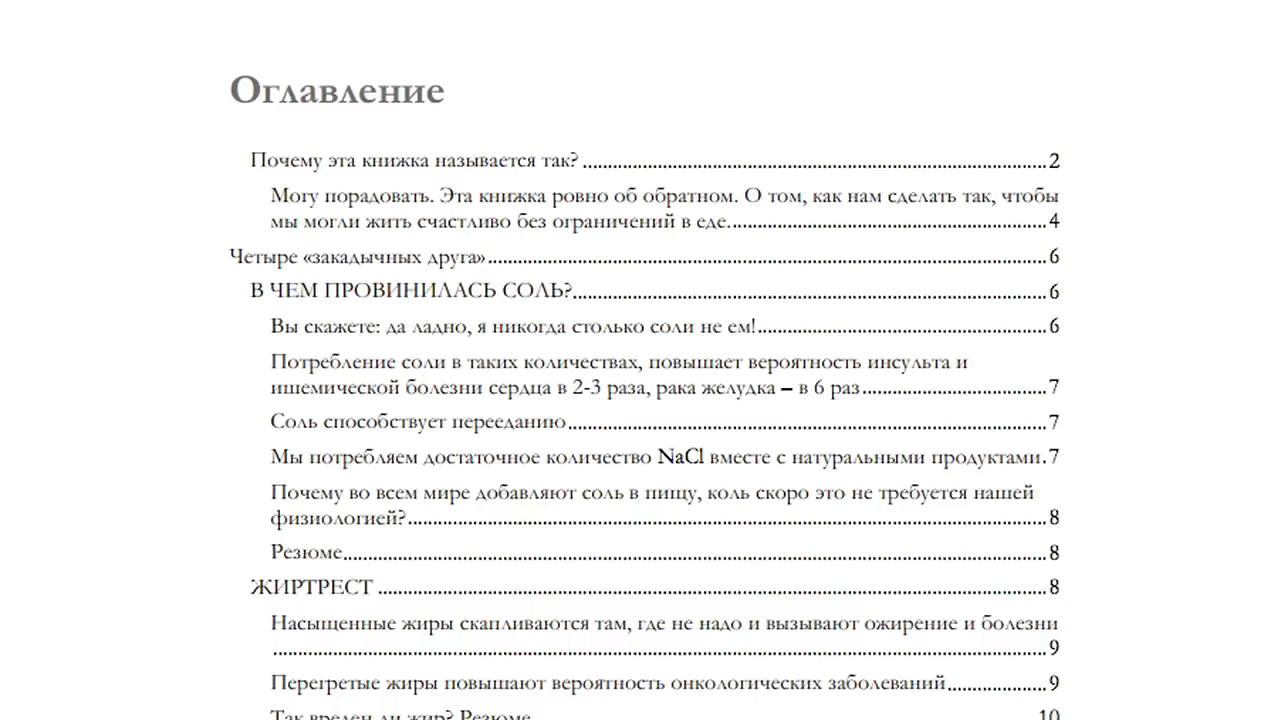 Оглавление
Почему эта книжка называется так? 2
Могу порадовать. Эта книжка ровно об обратном. О том, как нам сделать так, чтобы
мы могли жить счастливо без ограничений в еде. 4
Четыре «закадычных друга» 6
В ЧЕМ ПРОВИНИЛАСЬ СОЛЬ? 6
Вы скажете: да ладно, я никогда столько соли не ем! 6
Потребление соли в таких количествах, повышает вероятность инсульта и
ишемической болезни сердца в 2-3 раза, рака желудка – в 6 раз 7
Соль способствует перееданию 7
Мы потребляем достаточное количество NaCl вместе с натуральными продуктами. 7
Почему во всем мире добавляют соль в пищу, коль скоро это не требуется нашей
физиологией? 8
Резюме 8
ЖИРТРЕСТ 8
Насыщенные жиры скапливаются там, где не надо и вызывают ожирение и болезни
9
Перегретые жиры повышают вероятность онкологических заболеваний 9
Так вреден ли жир? Резюме 10